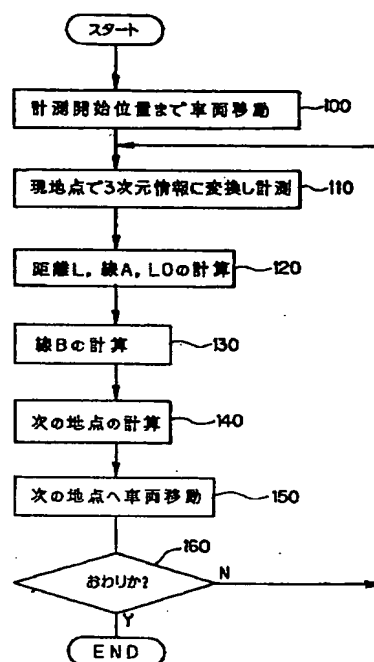 スタート
計測開始位置まで車両移動 100
現地点で3次元情報に変換し計測 110
距離L,線A,LOの計算 120
線Bの計算 130
次の地点の計算 140
次の地点へ車両移動 150
160
おわりか? N
Y
END